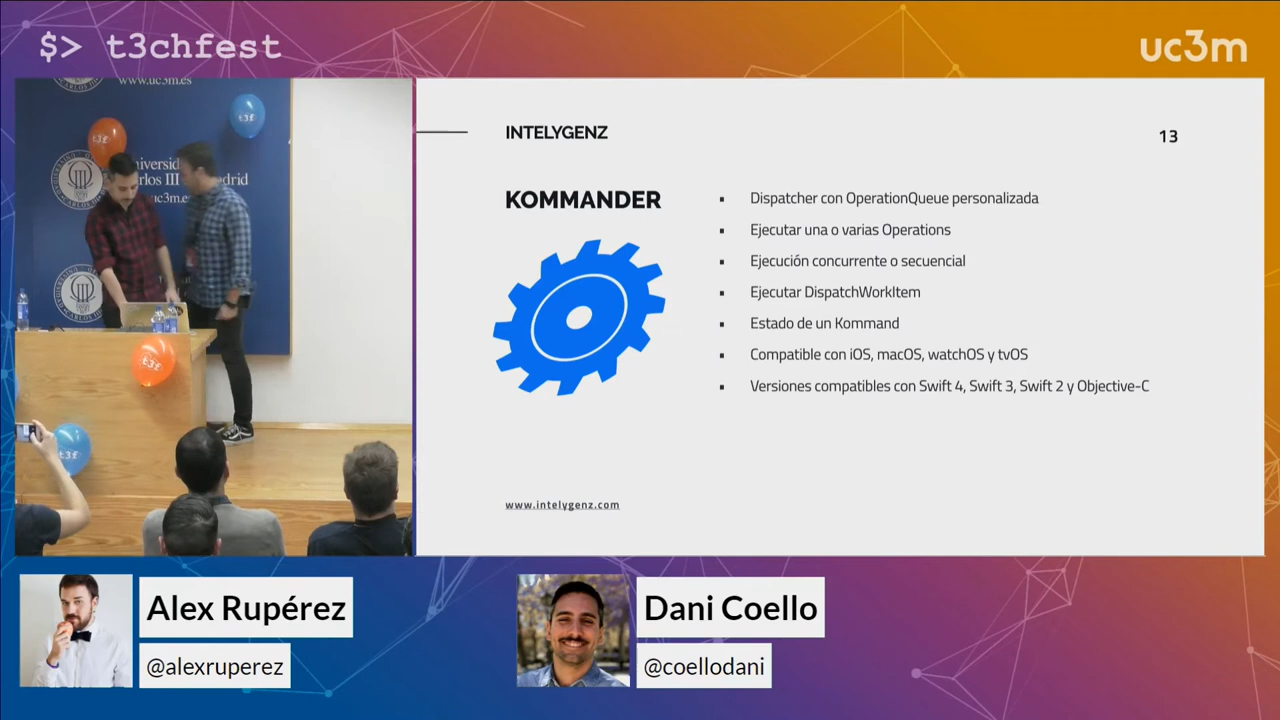 $> t3chfest
uc3m
www.uc3m.es
t3f
Universidad
Carlos III de Madrid
uc3m.es
t3f
t3f
INTELYGENZ
13
KOMMANDER
▪ Dispatcher con OperationQueue personalizada
▪ Ejecutar una o varias Operations
▪ Ejecución concurrente o secuencial
▪ Ejecutar DispatchWorkItem
▪ Estado de un Kommand
▪ Compatible con iOS, macOS, watchOS y tvOS
▪ Versiones compatibles con Swift 4, Swift 3, Swift 2 y Objective-C
www.intelygenz.com
Alex Rupérez
@alexruperez
Dani Coello
@coellodani